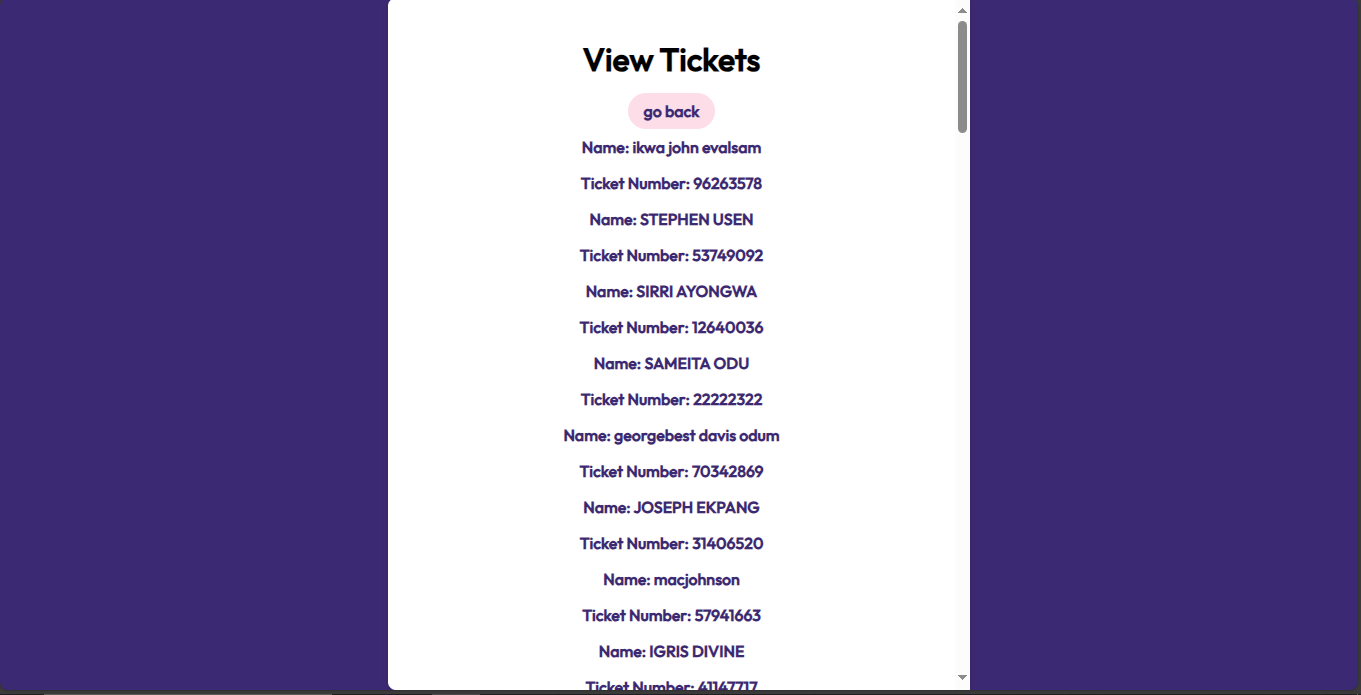 View Tickets
go back
Name: ikwa john evalsam
Ticket Number: 96263578
Name: STEPHEN USEN
Ticket Number: 53749092
Name: SIRRI AYONGWA
Ticket Number: 12640036
Name: SAMEITA ODU
Ticket Number: 22222322
Name: georgebest davis odum
Ticket Number: 70342869
Name: JOSEPH EKPANG
Ticket Number: 31406520
Name: macjohnson
Ticket Number: 57941663
Name: IGRIS DIVINE
Ticket Number: 41147717